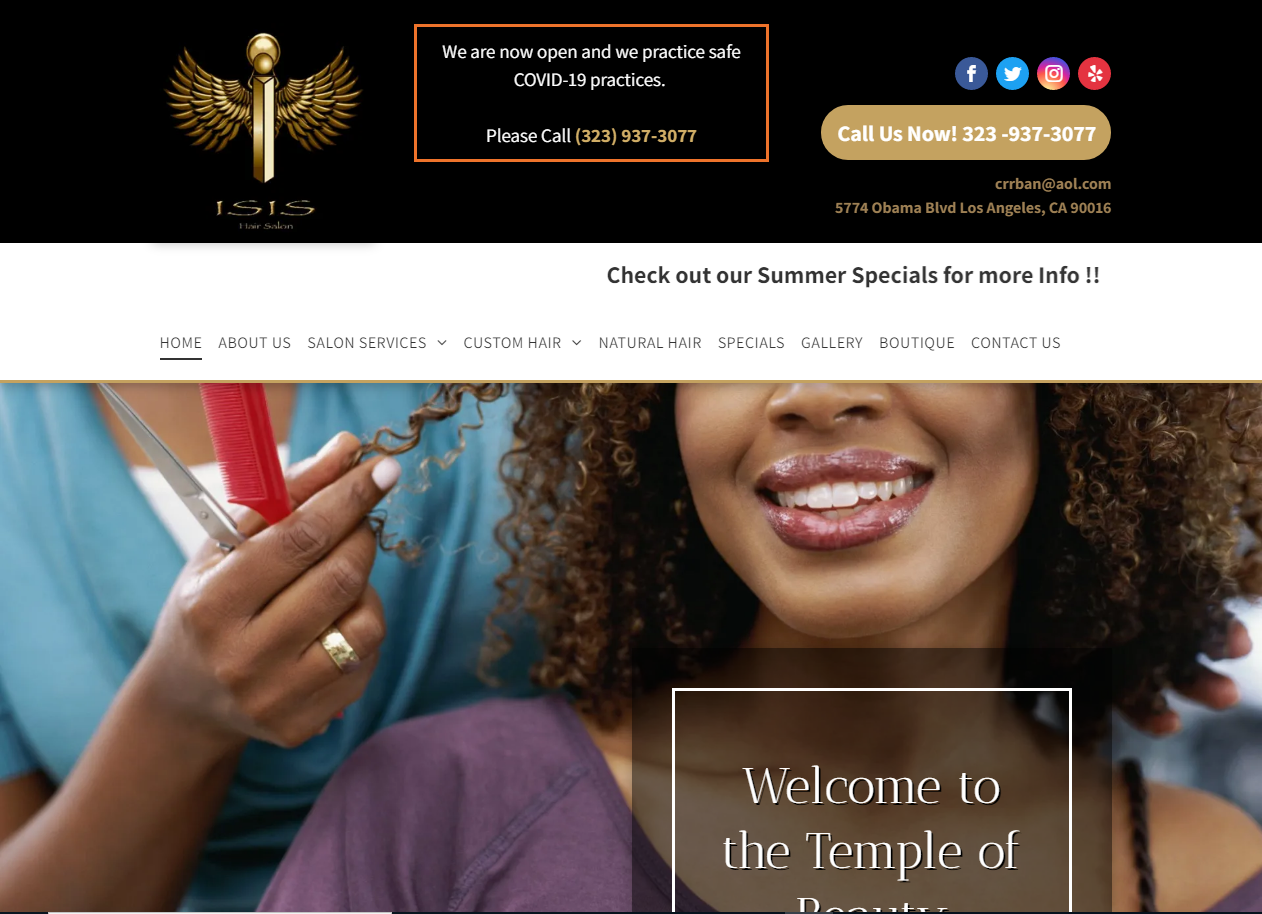 ISIS
Hair Salon
We are now open and we practice safe
COVID-19 practices.
Please Call (323) 937-3077
Call Us Now! 323 -937-3077
crrban@aol.com
5774 Obama Blvd Los Angeles, CA 90016
Check out our Summer Specials for more Info !!
HOME ABOUT US SALON SERVICES CUSTOM HAIR NATURAL HAIR SPECIALS GALLERY BOUTIQUE CONTACT US
Welcome to
the Temple of
Beauty